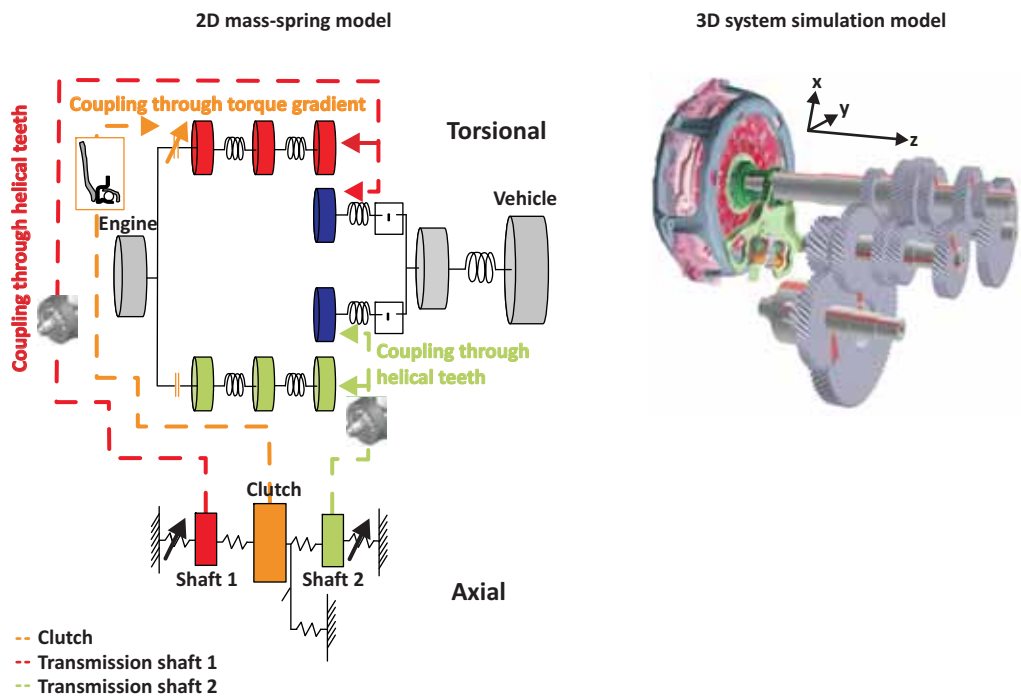 2D mass-spring model
3D system simulation model
Coupling through helical teeth
Coupling through torque gradient
Torsional
x
y
z
Engine
Vehicle
Coupling through
helical teeth
Clutch
Shaft 1
Shaft 2
Axial
Clutch
Transmission shaft 1
Transmission shaft 2